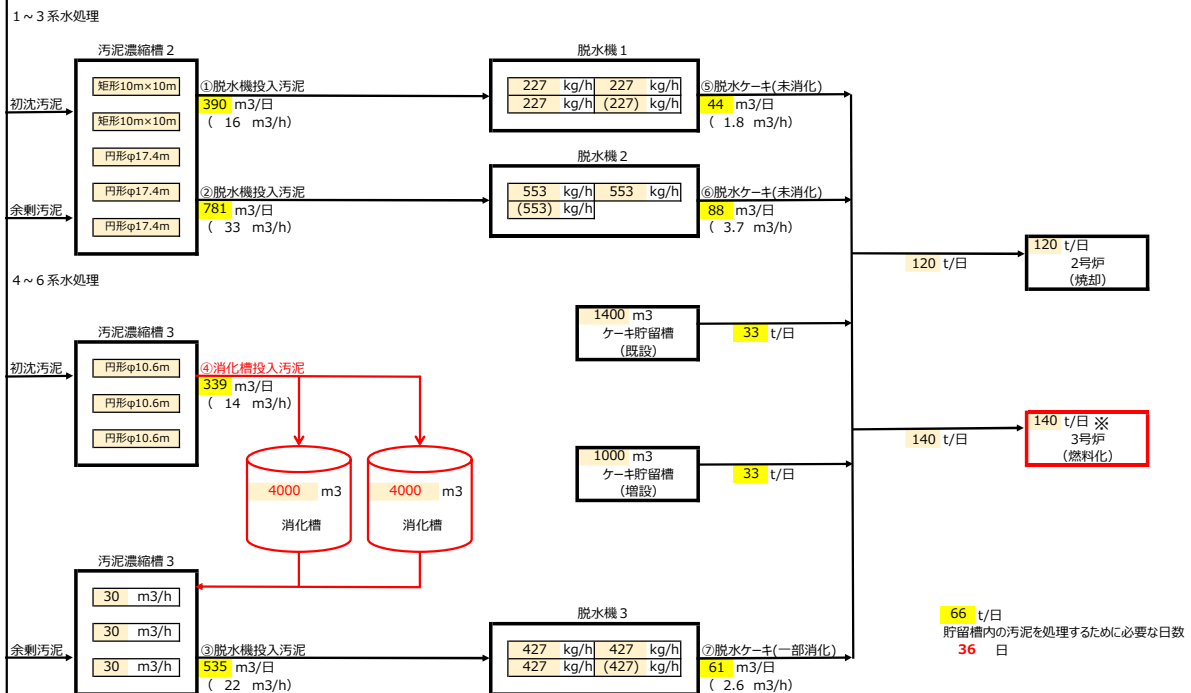 1~3系水処理
汚泥濃縮槽2
矩形10m×10m
矩形10m×10m
円形φ17.4m
円形φ17.4m
円形φ17.4m
初沈汚泥
余剰汚泥
①脱水機投入汚泥
390 m3/日
( 16 m3/h)
②脱水機投入汚泥
781 m3/日
( 33 m3/h)
脱水機1
227 kg/h 227 kg/h
227 kg/h (227) kg/h
脱水機2
553 kg/h 553 kg/h
(553) kg/h
⑤脱水ケーキ(未消化)
44 m3/日
( 1.8 m3/h)
⑥脱水ケーキ(未消化)
88 m3/日
( 3.7 m3/h)
120 t/日
120 t/日
2号炉
(焼却)
4~6系水処理
汚泥濃縮槽3
円形φ10.6m
円形φ10.6m
円形φ10.6m
初沈汚泥
④消化槽投入汚泥
339 m3/日
( 14 m3/h)
4000 m3
消化槽
4000 m3
消化槽
1400 m3
ケーキ貯留槽
(既設)
33 t/日
1000 m3
ケーキ貯留槽
(増設)
33 t/日
140 t/日
140 t/日 ※
3号炉
(燃料化)
汚泥濃縮槽3
30 m3/h
30 m3/h
30 m3/h
余剰汚泥
③脱水機投入汚泥
535 m3/日
( 22 m3/h)
脱水機3
427 kg/h 427 kg/h
427 kg/h (427) kg/h
⑦脱水ケーキ(一部消化)
61 m3/日
( 2.6 m3/h)
66 t/日
貯留槽内の汚泥を処理するために必要な日数
36 日